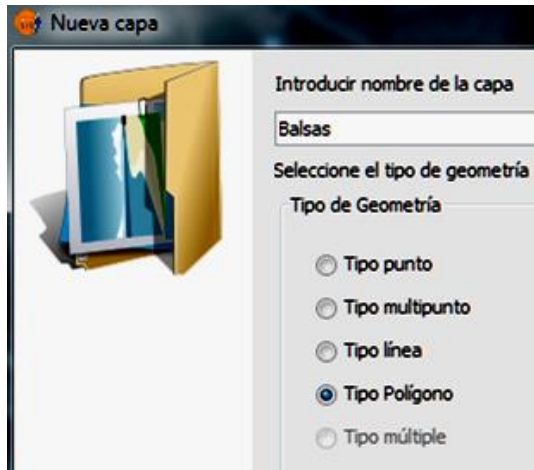 Nueva capa
Introducir nombre de la capa
Balsas
Seleccione el tipo de geometría
Tipo de Geometría
Tipo punto
Tipo multipunto
Tipo línea
Tipo Polígono
Tipo múltiple